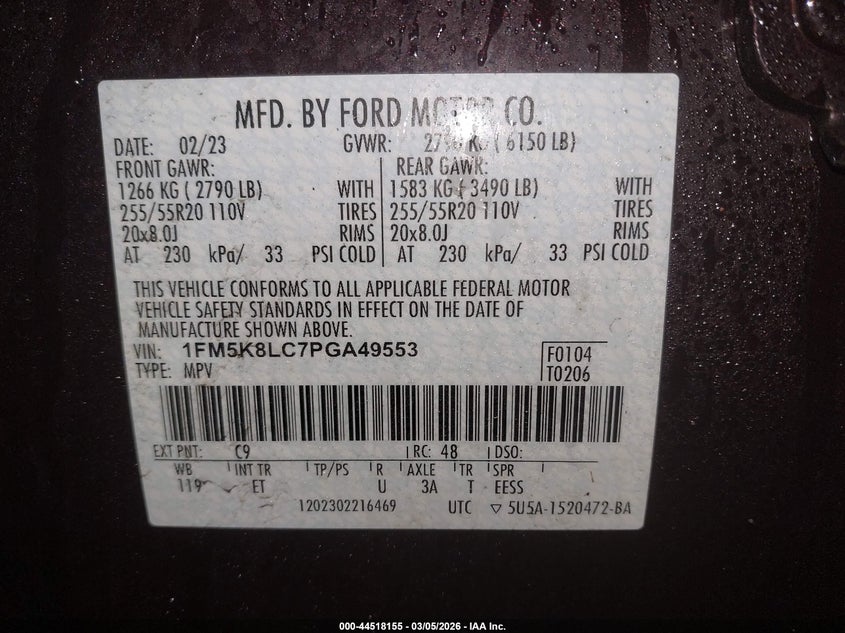 MFD. BY FORD MOTOR CO.
DATE: 02/23 GVWR: KG ( 6150 LB)
FRONT GAWR: REAR GAWR:
1266 KG ( 2790 LB) WITH 1583 KG ( 3490 LB) WITH
255/55R20 110V TIRES 255/55R20 110V TIRES
20x8.0J RIMS 20x8.0J RIMS
AT 230 kPa/ 33 PSI COLD AT 230 kPa/ 33 PSI COLD
THIS VEHICLE CONFORMS TO ALL APPLICABLE FEDERAL MOTOR
VEHICLE SAFETY STANDARDS IN EFFECT ON THE DATE OF
MANUFACTURE SHOWN ABOVE.
VIN: 1FM5K8LC7PGA49553 F0104
TYPE: MPV T0206
EXT PNT: C9 RC: 48 DSO:
WB INT TR TP/PS R AXLE TR SPR
119 ET U 3A T EESS
1202302216469 UTC ▽ 5U5A-1520472-BA
000-44518155 - 03/05/2026 - IAA Inc.